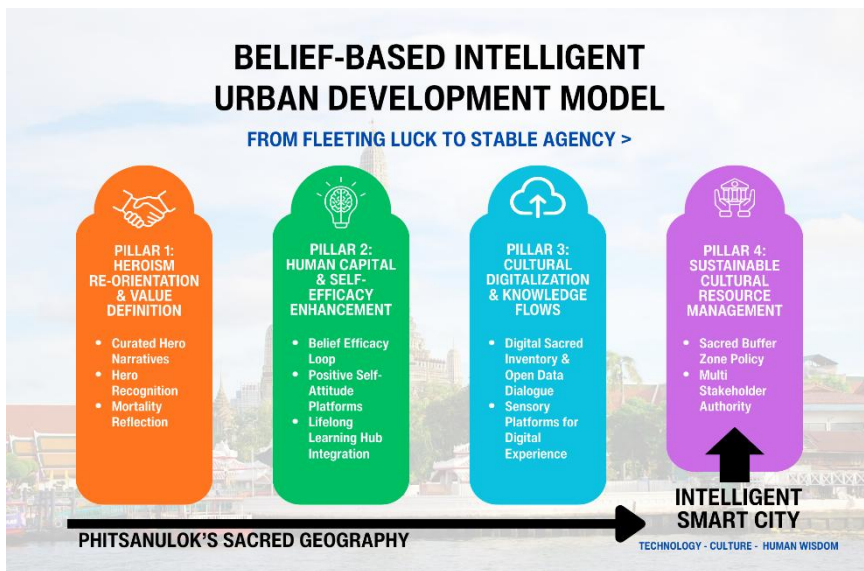 BELIEF-BASED INTELLIGENT
URBAN DEVELOPMENT MODEL
FROM FLEETING LUCK TO STABLE AGENCY >
PILLAR 1:
HEROISM
RE-ORIENTATION
& VALUE
DEFINITION
• Curated Hero
Narratives
• Hero
Recognition
• Mortality
Reflection
PILLAR 2:
HUMAN CAPITAL
& SELF-
EFFICACY
ENHANCEMENT
• Belief Efficacy
Loop
• Positive Self-
Attitude
Platforms
• Lifelong
Learning Hub
Integration
PILLAR 3:
CULTURAL
DIGITALIZATION
& KNOWLEDGE
FLOWS
• Digital Sacred
Inventory &
Open Data
Dialogue
• Sensory
Platforms for
Digital
Experience
PILLAR 4:
SUSTAINABLE
CULTURAL
RESOURCE
MANAGEMENT
• Sacred Buffer
Zone Policy
• Multi
Stakeholder
Authority
PHITSANULOK'S SACRED GEOGRAPHY
INTELLIGENT
SMART CITY
TECHNOLOGY - CULTURE - HUMAN WISDOM